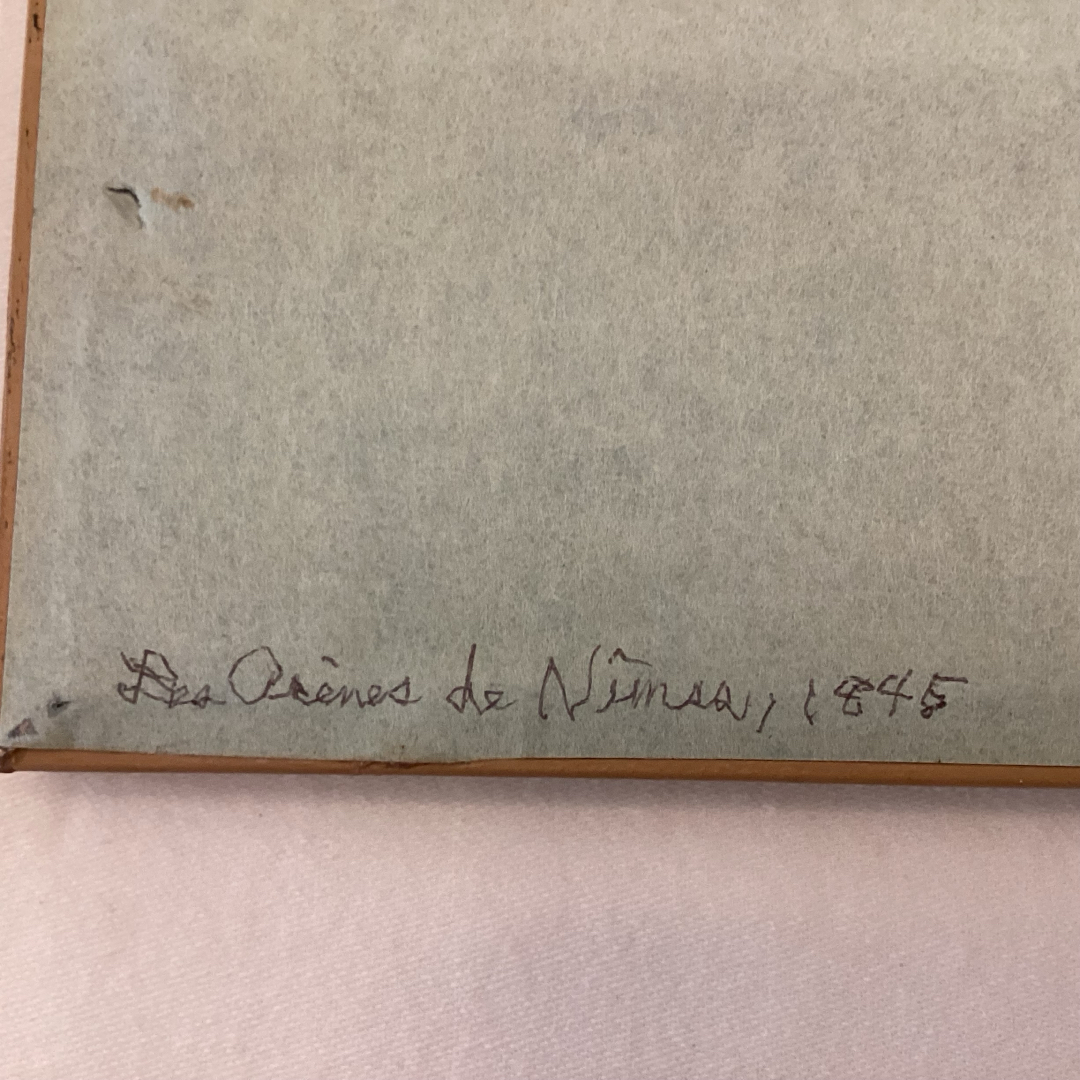 Les Arènes de Nîmes, 1845